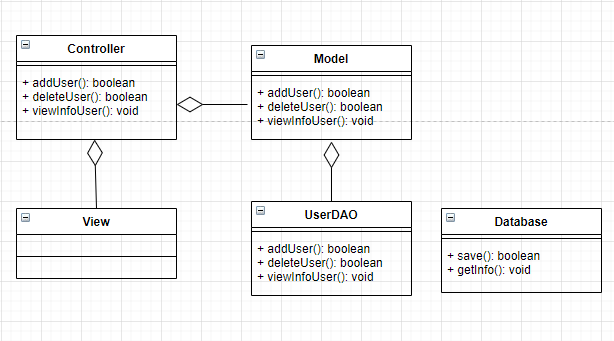 Controller
+ addUser(): boolean
+ deleteUser(): boolean
+ viewInfoUser(): void
Model
+ addUser(): boolean
+ deleteUser(): boolean
+ viewInfoUser(): void
View
UserDAO
+ addUser(): boolean
+ deleteUser(): boolean
+ viewInfoUser(): void
Database
+ save(): boolean
+ getInfo(): void